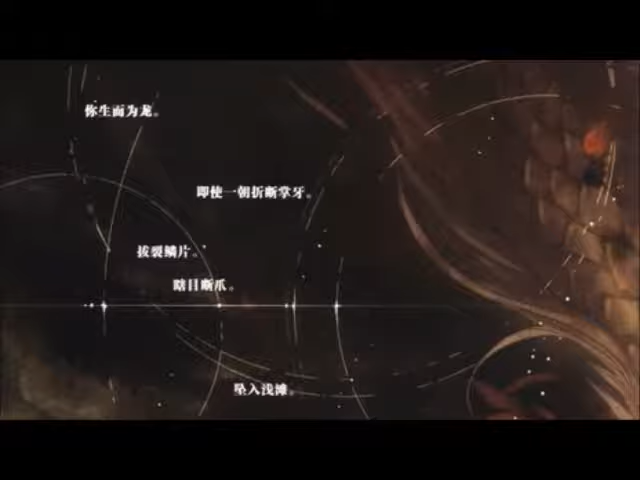 你生而为龙。
即使一朝折断掌牙。
拔裂鳞片。
瞎目断爪。
坠入浅滩。